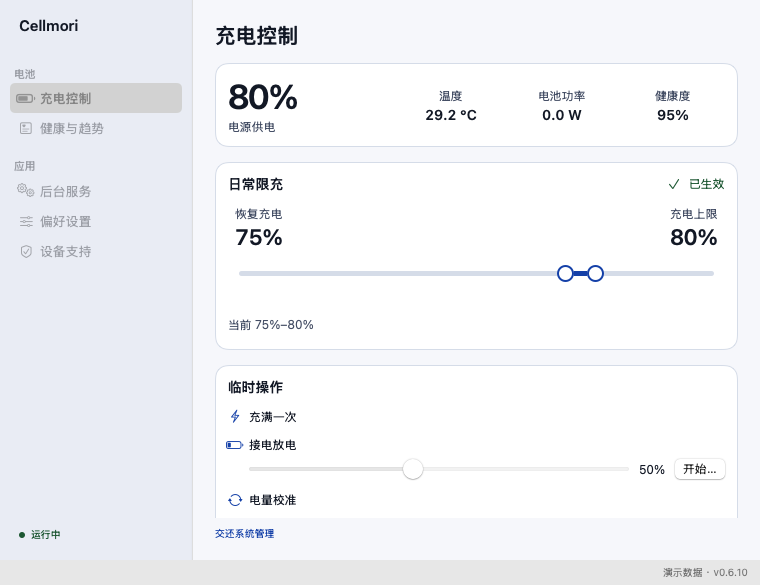 Cellmori
电池
充电控制
健康与趋势
应用
后台服务
偏好设置
设备支持
运行中
充电控制
80%
电源供电
温度
29.2 °C
电池功率
0.0 W
健康度
95%
日常限充
已生效
恢复充电
75%
充电上限
80%
当前 75%–80%
临时操作
充满一次
接电放电
50%
开始...
电量校准
交还系统管理
演示数据 · v0.6.10